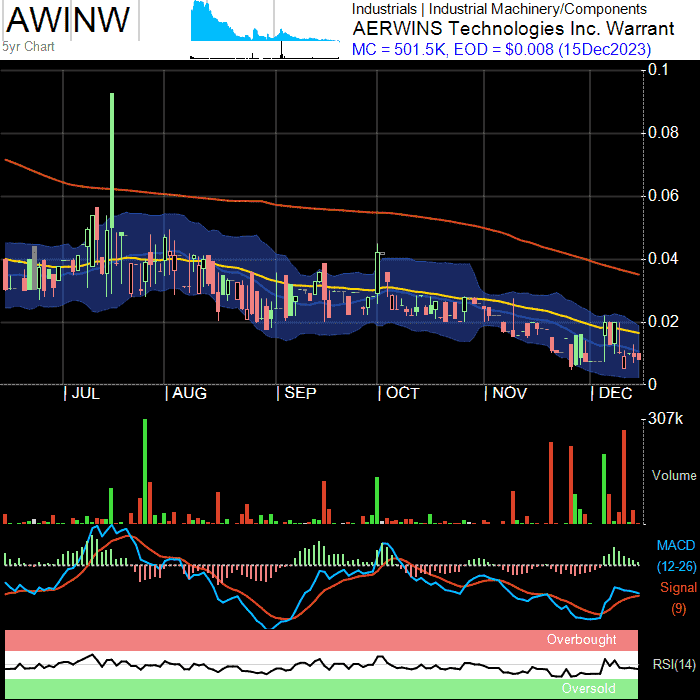 AWINW
5yr Chart
Industrials | Industrial Machinery/Components
AERWINS Technologies Inc. Warrant
MC = 501.5K, EOD = $0.008 (15Dec2023)
0.1
0.08
0.06
0.04
0.02
0
| JUL | AUG | SEP | OCT | NOV | DEC
307k
Volume
MACD
(12-26)
Signal
(9)
Overbought
RSI(14)
Oversold